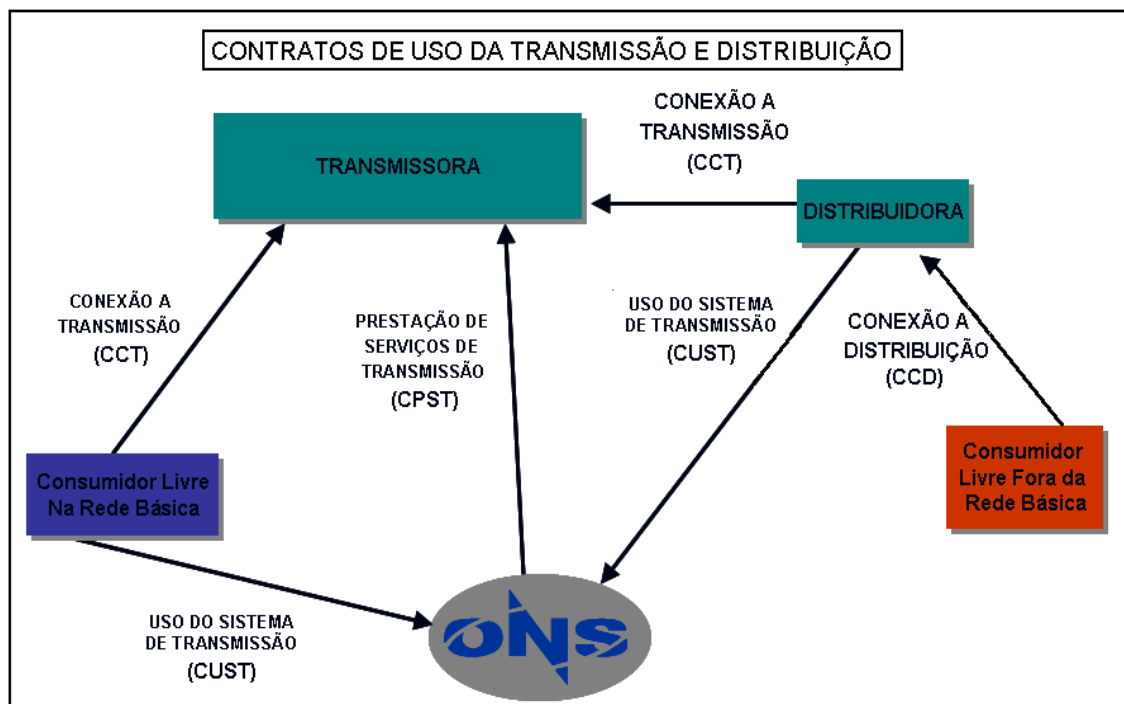 CONTRATOS DE USO DA TRANSMISSÃO E DISTRIBUIÇÃO
CONEXÃO A
TRANSMISSÃO
(CCT)
TRANSMISSORA
DISTRIBUIDORA
CONEXÃO A
TRANSMISSÃO
(CCT)
PRESTAÇÃO DE
SERVIÇOS DE
TRANSMISSÃO
(CPST)
USO DO SISTEMA
DE TRANSMISSÃO
(CUST)
CONEXÃO A
DISTRIBUIÇÃO
(CCD)
Consumidor Livre
Na Rede Básica
Consumidor
Livre Fora da
Rede Básica
USO DO SISTEMA
DE TRANSMISSÃO
(CUST)
ONS